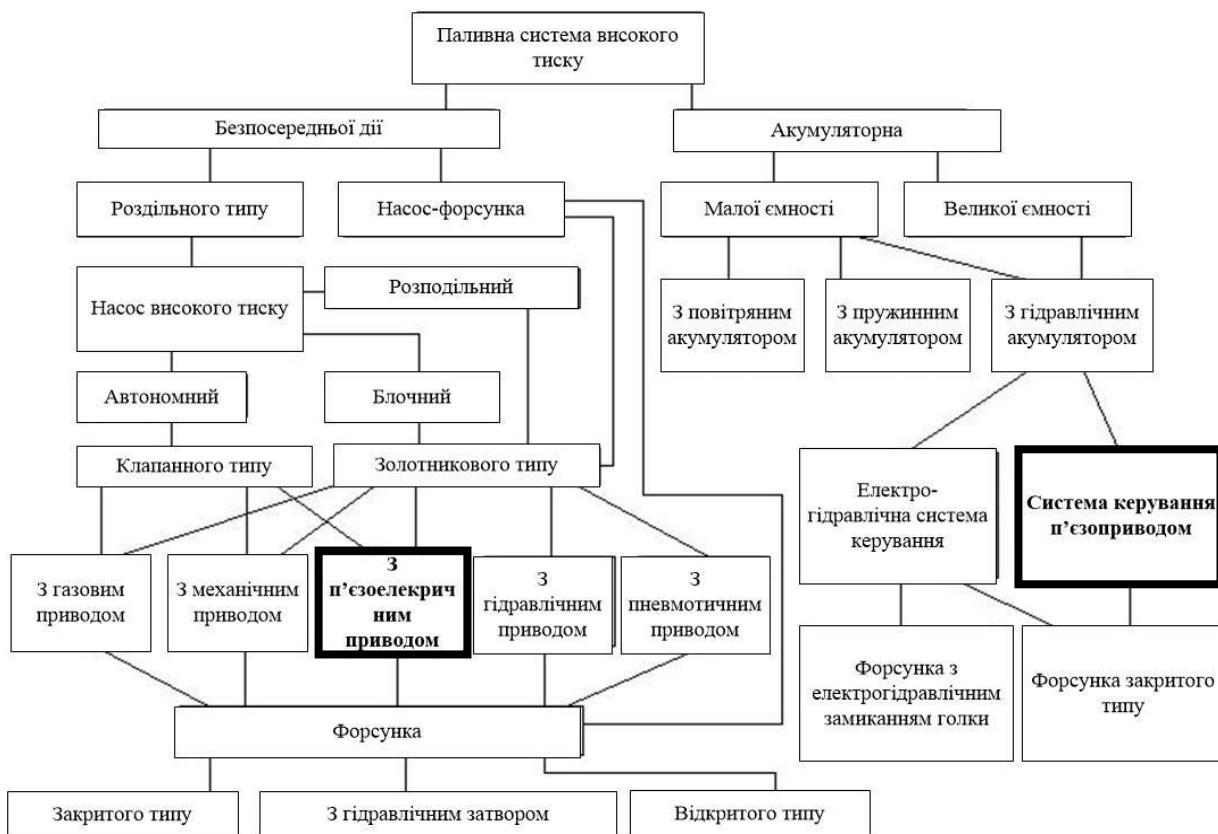 Паливна система високого
тиску
Безпосередньої дії
Акумуляторна
Роздільного типу
Насос-форсунка
Малої ємності
Великої ємності
Насос високого тиску
Розподільний
З повітряним
акумулятором
З пружинним
акумулятором
З гідравлічним
акумулятором
Автономний
Блочний
Клапанного типу
Золотникового типу
Електро-
гідравлічна система
керування
Система керування
п’єзоприводом
З газовим
приводом
З механічним
приводом
З
п’єзоелекрич
ним
приводом
З
гідравлічним
приводом
З
пневмотичним
приводом
Форсунка з
електрогідравлічним
замиканням голки
Форсунка закритого
типу
Форсунка
Закритого типу
З гідравлічним затвором
Відкритого типу